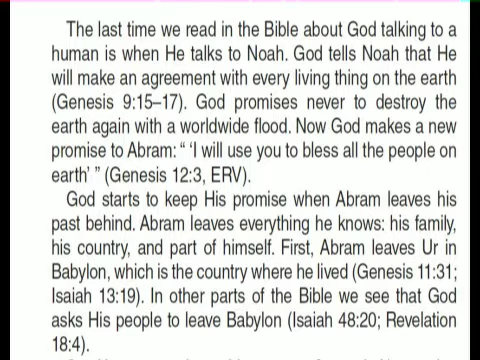 The last time we read in the Bible about God talking to a
human is when He talks to Noah. God tells Noah that He
will make an agreement with every living thing on the earth
(Genesis 9:15–17). God promises never to destroy the
earth again with a worldwide flood. Now God makes a new
promise to Abram: “ ‘I will use you to bless all the people on
earth’ ” (Genesis 12:3, ERV).
God starts to keep His promise when Abram leaves his
past behind. Abram leaves everything he knows: his family,
his country, and part of himself. First, Abram leaves Ur in
Babylon, which is the country where he lived (Genesis 11:31;
Isaiah 13:19). In other parts of the Bible we see that God
asks His people to leave Babylon (Isaiah 48:20; Revelation
18:4).